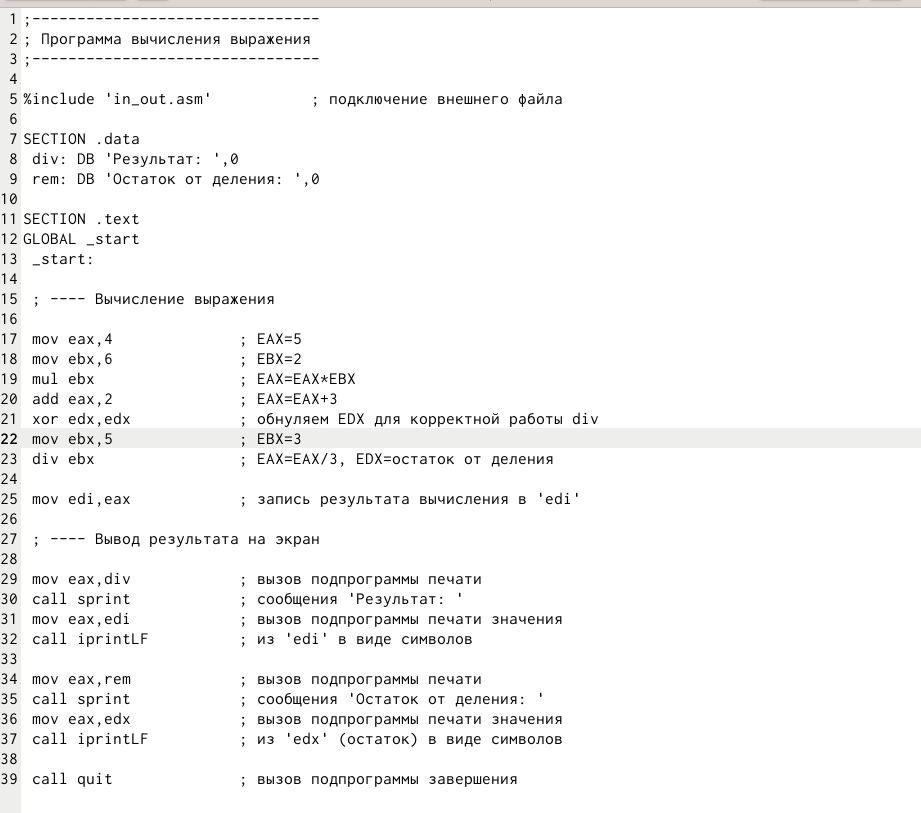 1 ;--------------------------------
2 ; Программа вычисления выражения
3 ;--------------------------------
4
5 %include 'in_out.asm' ; подключение внешнего файла
6
7 SECTION .data
8 div: DB 'Результат: ',0
9 rem: DB 'Остаток от деления: ',0
10
11 SECTION .text
12 GLOBAL _start
13 _start:
14
15 ; ---- Вычисление выражения
16
17 mov eax,4 ; EAX=5
18 mov ebx,6 ; EBX=2
19 mul ebx ; EAX=EAX*EBX
20 add eax,2 ; EAX=EAX+3
21 xor edx,edx ; обнуляем EDX для корректной работы div
22 mov ebx,5 ; EBX=3
23 div ebx ; EAX=EAX/3, EDX=остаток от деления
24
25 mov edi,eax ; запись результата вычисления в 'edi'
26
27 ; ---- Вывод результата на экран
28
29 mov eax,div ; вызов подпрограммы печати
30 call sprint ; сообщения 'Результат: '
31 mov eax,edi ; вызов подпрограммы печати значения
32 call iprintLF ; из 'edi' в виде символов
33
34 mov eax,rem ; вызов подпрограммы печати
35 call sprint ; сообщения 'Остаток от деления: '
36 mov eax,edx ; вызов подпрограммы печати значения
37 call iprintLF ; из 'edx' (остаток) в виде символов
38
39 call quit ; вызов подпрограммы завершения